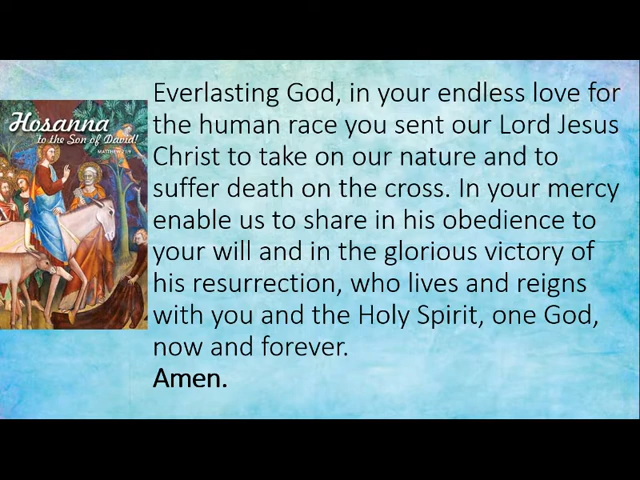 Hosanna
to the Son of David!
MATTHEW 21:9
Everlasting God, in your endless love for
the human race you sent our Lord Jesus
Christ to take on our nature and to
suffer death on the cross. In your mercy
enable us to share in his obedience to
your will and in the glorious victory of
his resurrection, who lives and reigns
with you and the Holy Spirit, one God,
now and forever.
Amen.